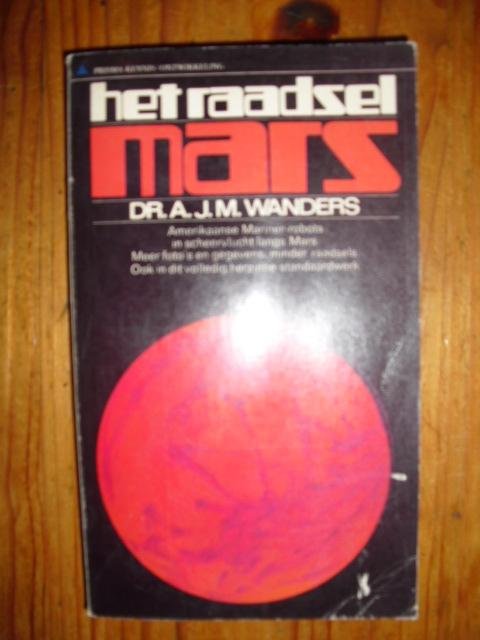 het raadsel
mars
DR. A. J. M. WANDERS
Amerikaanse Mariner-robots
in scheervlucht langs Mars
Meer foto's en gegevens, minder raadsels
Ook in dit volledig herziene standaardwerk